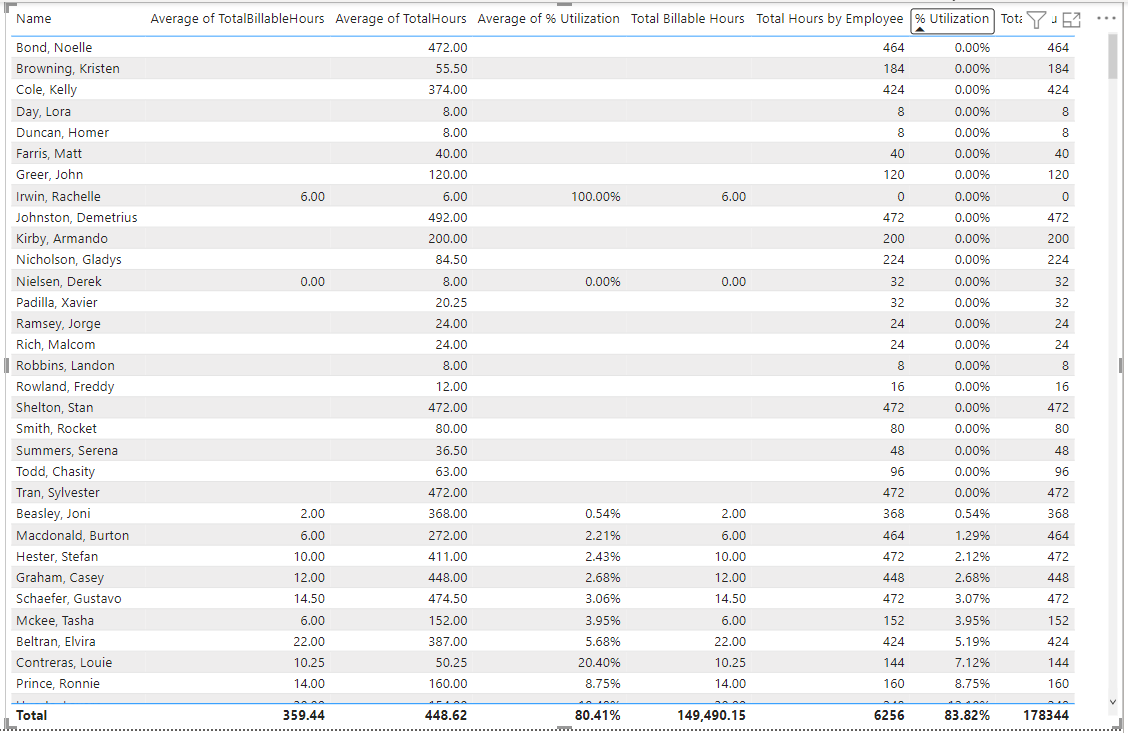 Name Average of TotalBillableHours Average of TotalHours Average of % Utilization Total Billable Hours Total Hours by Employee % Utilization
Bond, Noelle 472.00 464 0.00% 464
Browning, Kristen 55.50 184 0.00% 184
Cole, Kelly 374.00 424 0.00% 424
Day, Lora 8.00 8 0.00% 8
Duncan, Homer 8.00 8 0.00% 8
Farris, Matt 40.00 40 0.00% 40
Greer, John 120.00 120 0.00% 120
Irwin, Rachelle 6.00 6.00 100.00% 6.00 0 0.00% 0
Johnston, Demetrius 492.00 472 0.00% 472
Kirby, Armando 200.00 200 0.00% 200
Nicholson, Gladys 84.50 224 0.00% 224
Nielsen, Derek 0.00 8.00 0.00% 0.00 32 0.00% 32
Padilla, Xavier 20.25 32 0.00% 32
Ramsey, Jorge 24.00 24 0.00% 24
Rich, Malcom 24.00 24 0.00% 24
Robbins, Landon 8.00 8 0.00% 8
Rowland, Freddy 12.00 16 0.00% 16
Shelton, Stan 472.00 472 0.00% 472
Smith, Rocket 80.00 80 0.00% 80
Summers, Serena 36.50 48 0.00% 48
Todd, Chasity 63.00 96 0.00% 96
Tran, Sylvester 472.00 472 0.00% 472
Beasley, Joni 2.00 368.00 0.54% 2.00 368 0.54% 368
Macdonald, Burton 6.00 272.00 2.21% 6.00 464 1.29% 464
Hester, Stefan 10.00 411.00 2.43% 10.00 472 2.12% 472
Graham, Casey 12.00 448.00 2.68% 12.00 448 2.68% 448
Schaefer, Gustavo 14.50 474.50 3.06% 14.50 472 3.07% 472
Mckee, Tasha 6.00 152.00 3.95% 6.00 152 3.95% 152
Beltran, Elvira 22.00 387.00 5.68% 22.00 424 5.19% 424
Contreras, Louie 10.25 50.25 20.40% 10.25 144 7.12% 144
Prince, Ronnie 14.00 160.00 8.75% 14.00 160 8.75% 160
Total 359.44 448.62 80.41% 149,490.15 6256 83.82% 178344